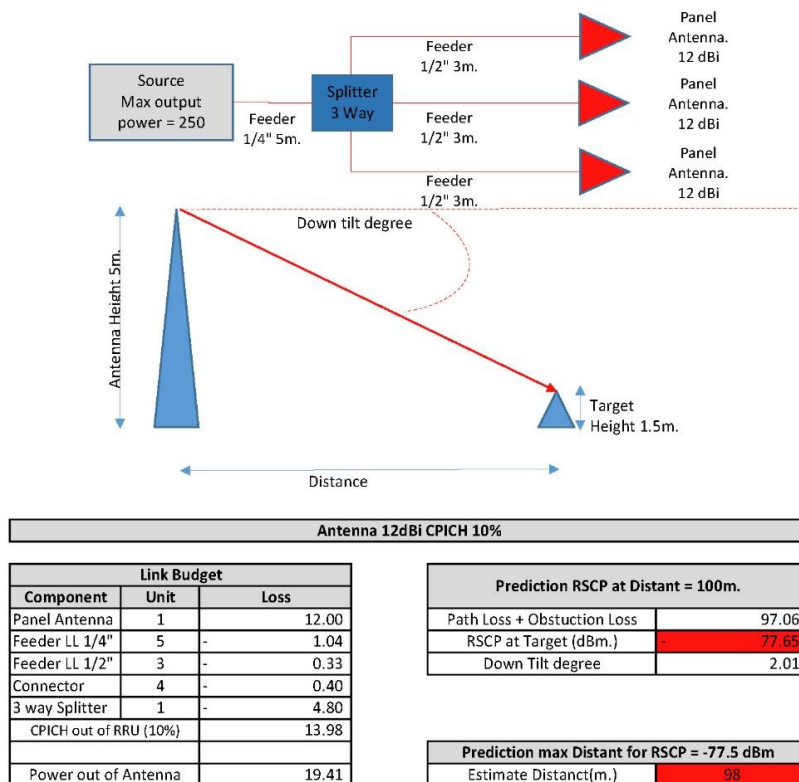 Source
Max output
power = 250
Feeder
1/4" 5m.
Splitter
3 Way
Feeder
1/2" 3m.
Feeder
1/2" 3m.
Feeder
1/2" 3m.
Panel
Antenna.
12 dBi
Panel
Antenna.
12 dBi
Panel
Antenna.
12 dBi
Down tilt degree
Antenna Height 5m.
Target
Height 1.5m.
Distance
Antenna 12dBi CPICH 10%
Link Budget
Component Unit Loss
Panel Antenna 1 12.00
Feeder LL 1/4" 5 - 1.04
Feeder LL 1/2" 3 - 0.33
Connector 4 - 0.40
3 way Splitter 1 - 4.80
CPICH out of RRU (10%) 13.98
Power out of Antenna 19.41
Prediction RSCP at Distant = 100m.
Path Loss + Obstuction Loss 97.06
RSCP at Target (dBm.) - 77.65
Down Tilt degree 2.01
Prediction max Distant for RSCP = -77.5 dBm
Estimate Distanct(m.) 98